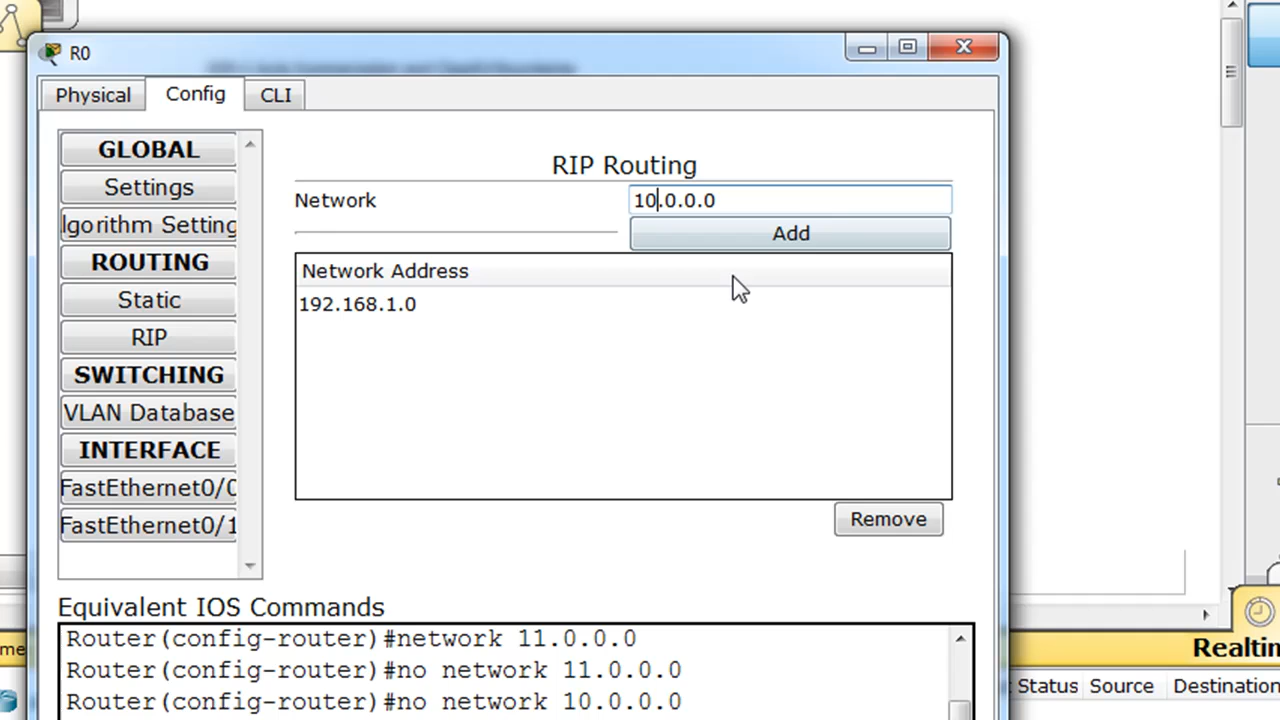 R0
Physical
Config
CLI
GLOBAL
Settings
lgorithm Setting
ROUTING
Static
RIP
SWITCHING
VLAN Database
INTERFACE
FastEthernet0/0
FastEthernet0/1
RIP Routing
Network
10.0.0.0
Add
Network Address
192.168.1.0
Remove
Equivalent IOS Commands
Router(config-router)#network 11.0.0.0
Router(config-router)#no network 11.0.0.0
Router(config-router)#no network 10.0.0.0
me
Realtim
Status Source Destination